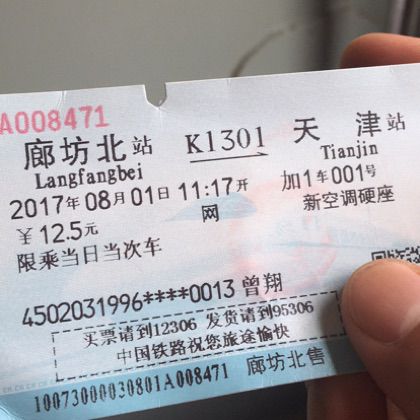 A008471
廊坊北站 K1301 天津站
Langfangbei Tianjin
2017年08月01日11:17开 加1车001号
¥12.5元 网 新空调硬座
限乘当日当次车
4502031996****0013 曾翔
买票请到12306 发货请到95306
中国铁路祝您旅途愉快
10073000030801A008471 廊坊北售